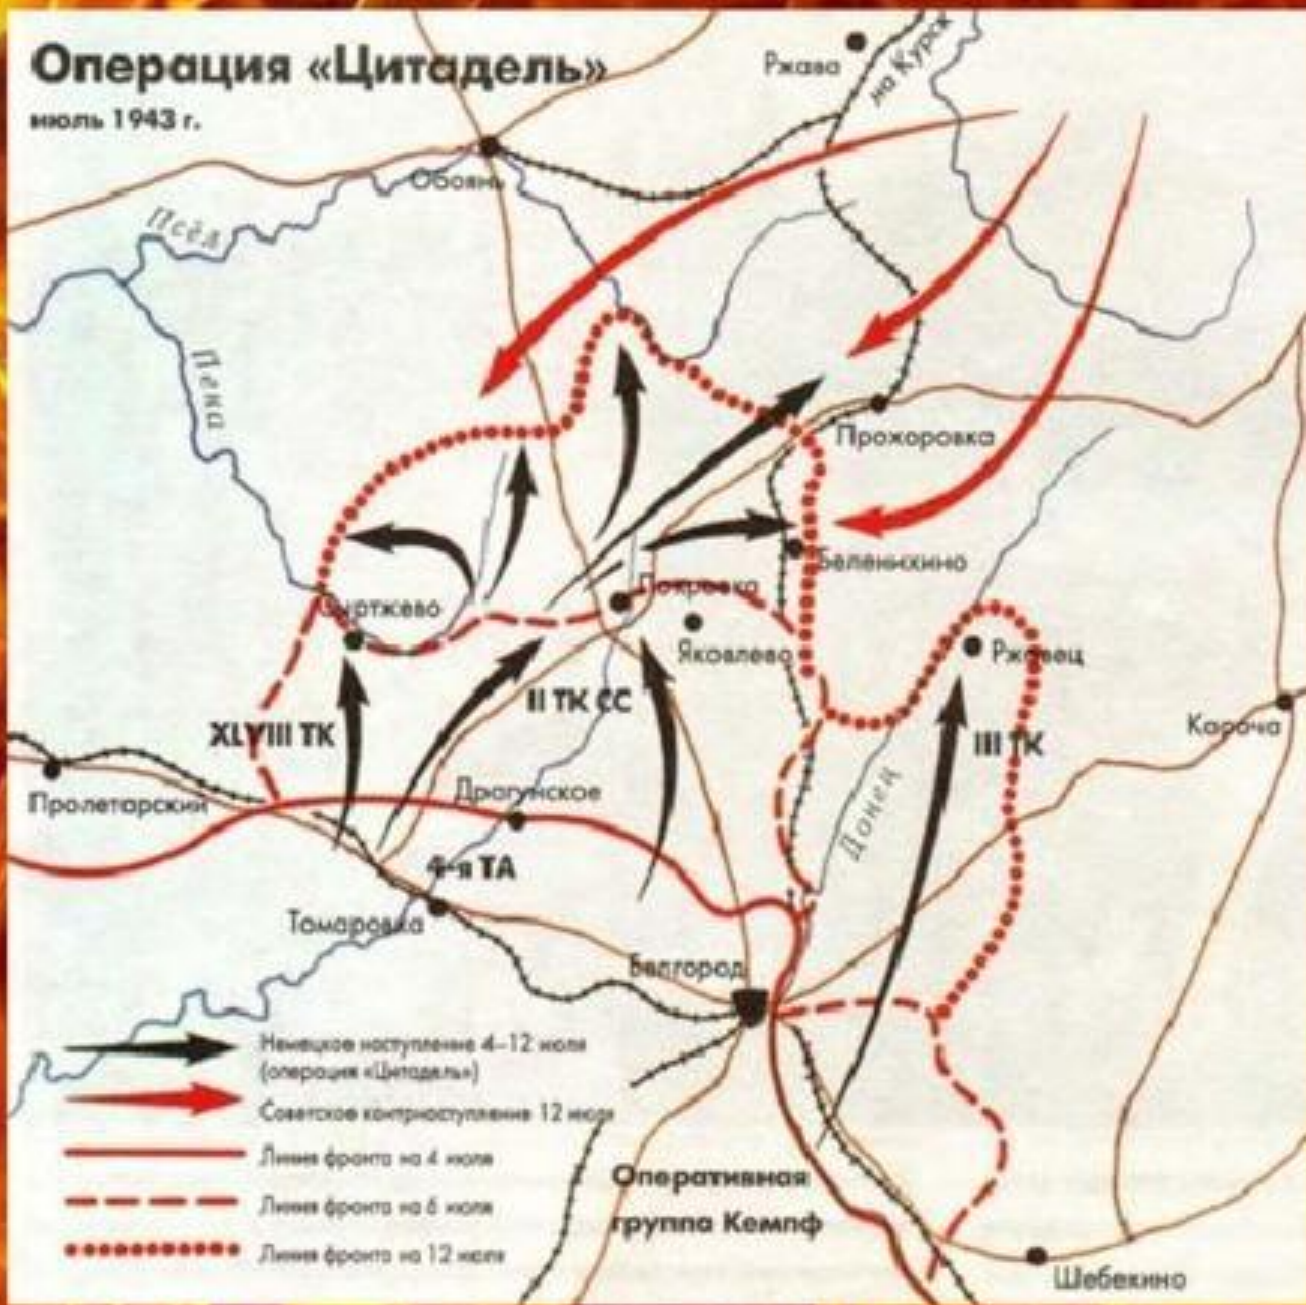 Операция «Цитадель»
июль 1943 г.
Ржава
на Курск
Обоянь
Псёл
Пена
Прожоровка
Беленихино
Сыртжево
Покровка
Яковлево
Ржавец
II ТК СС
XLVIII ТК
III ТК
Короча
Пролетарский
Драгунское
Донец
4-я ТА
Томаровка
Белгород
Немецкое наступление 4–12 июля
(операция «Цитадель»)
Советское контрнаступление 12 июля
Линия фронта на 4 июля
Линия фронта на 6 июля
Линия фронта на 12 июля
Оперативная
группа Кемпф
Шебекино